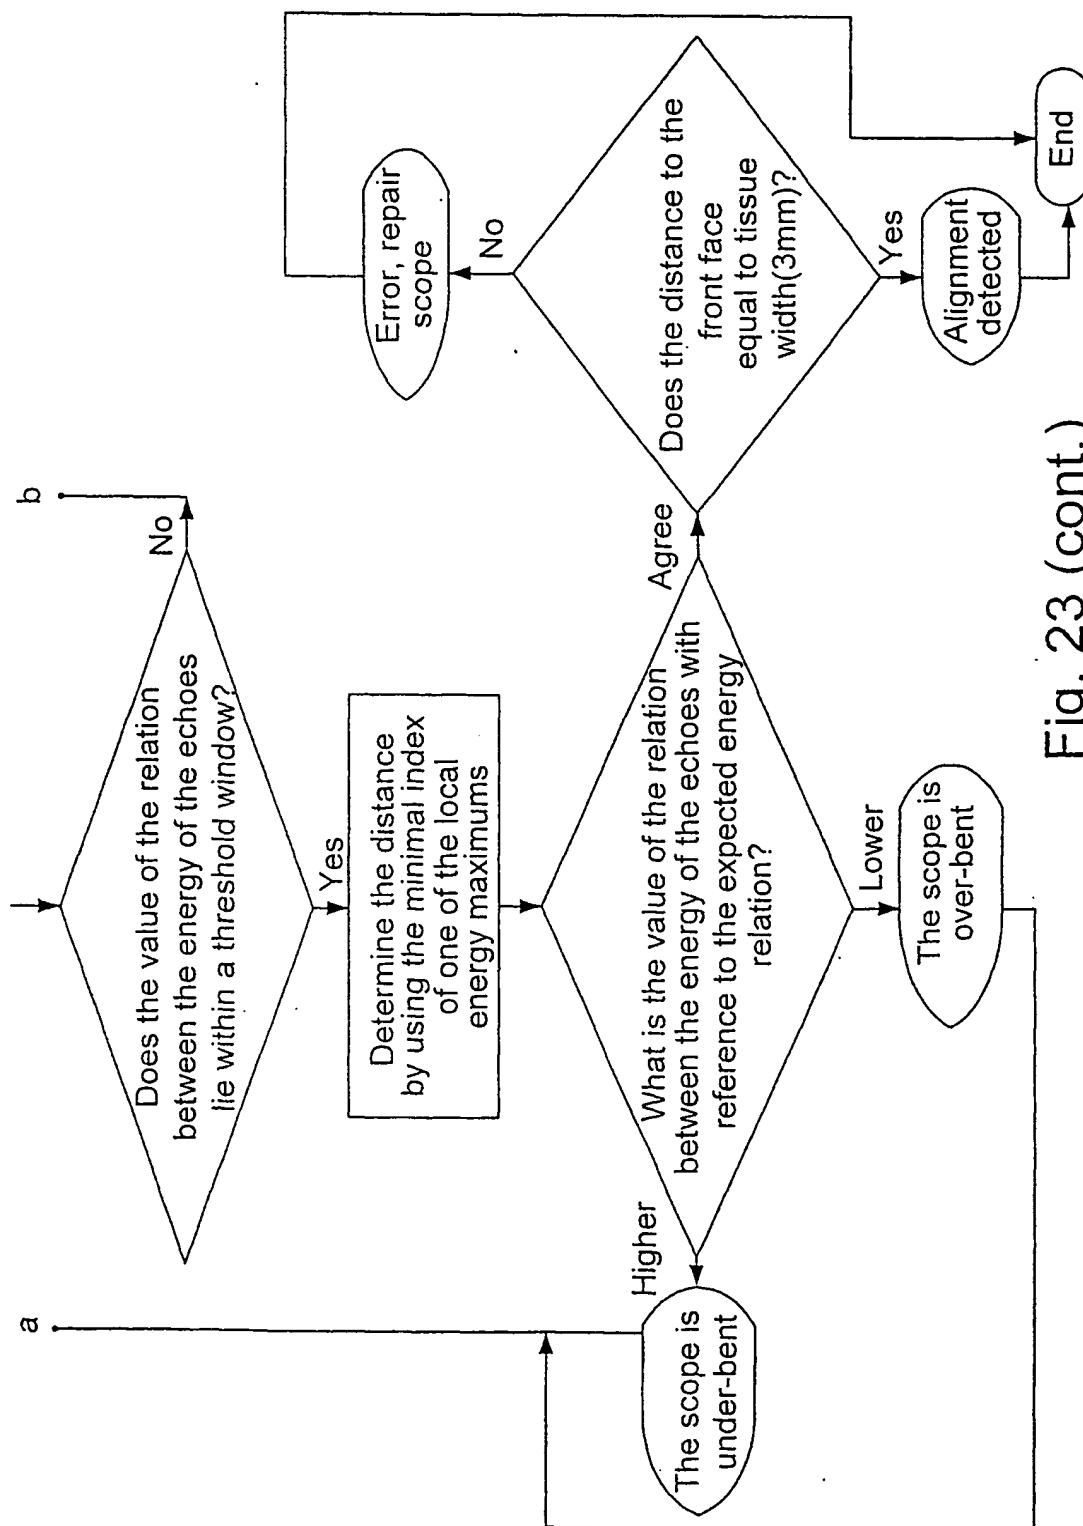 a
b
Does the value of the relation
between the energy of the echoes
lie within a threshold window?
No
Yes
Determine the distance
by using the minimal index
of one of the local
energy maximums
What is the value of the relation
between the energy of the echoes with
reference to the expected energy
relation?
Higher
Agree
Lower
The scope is
under-bent
The scope is
over-bent
Does the distance to the
front face
equal to tissue
width(3mm)?
No
Yes
Error, repair
scope
Alignment
detected
End
Fig. 23 (cont.)